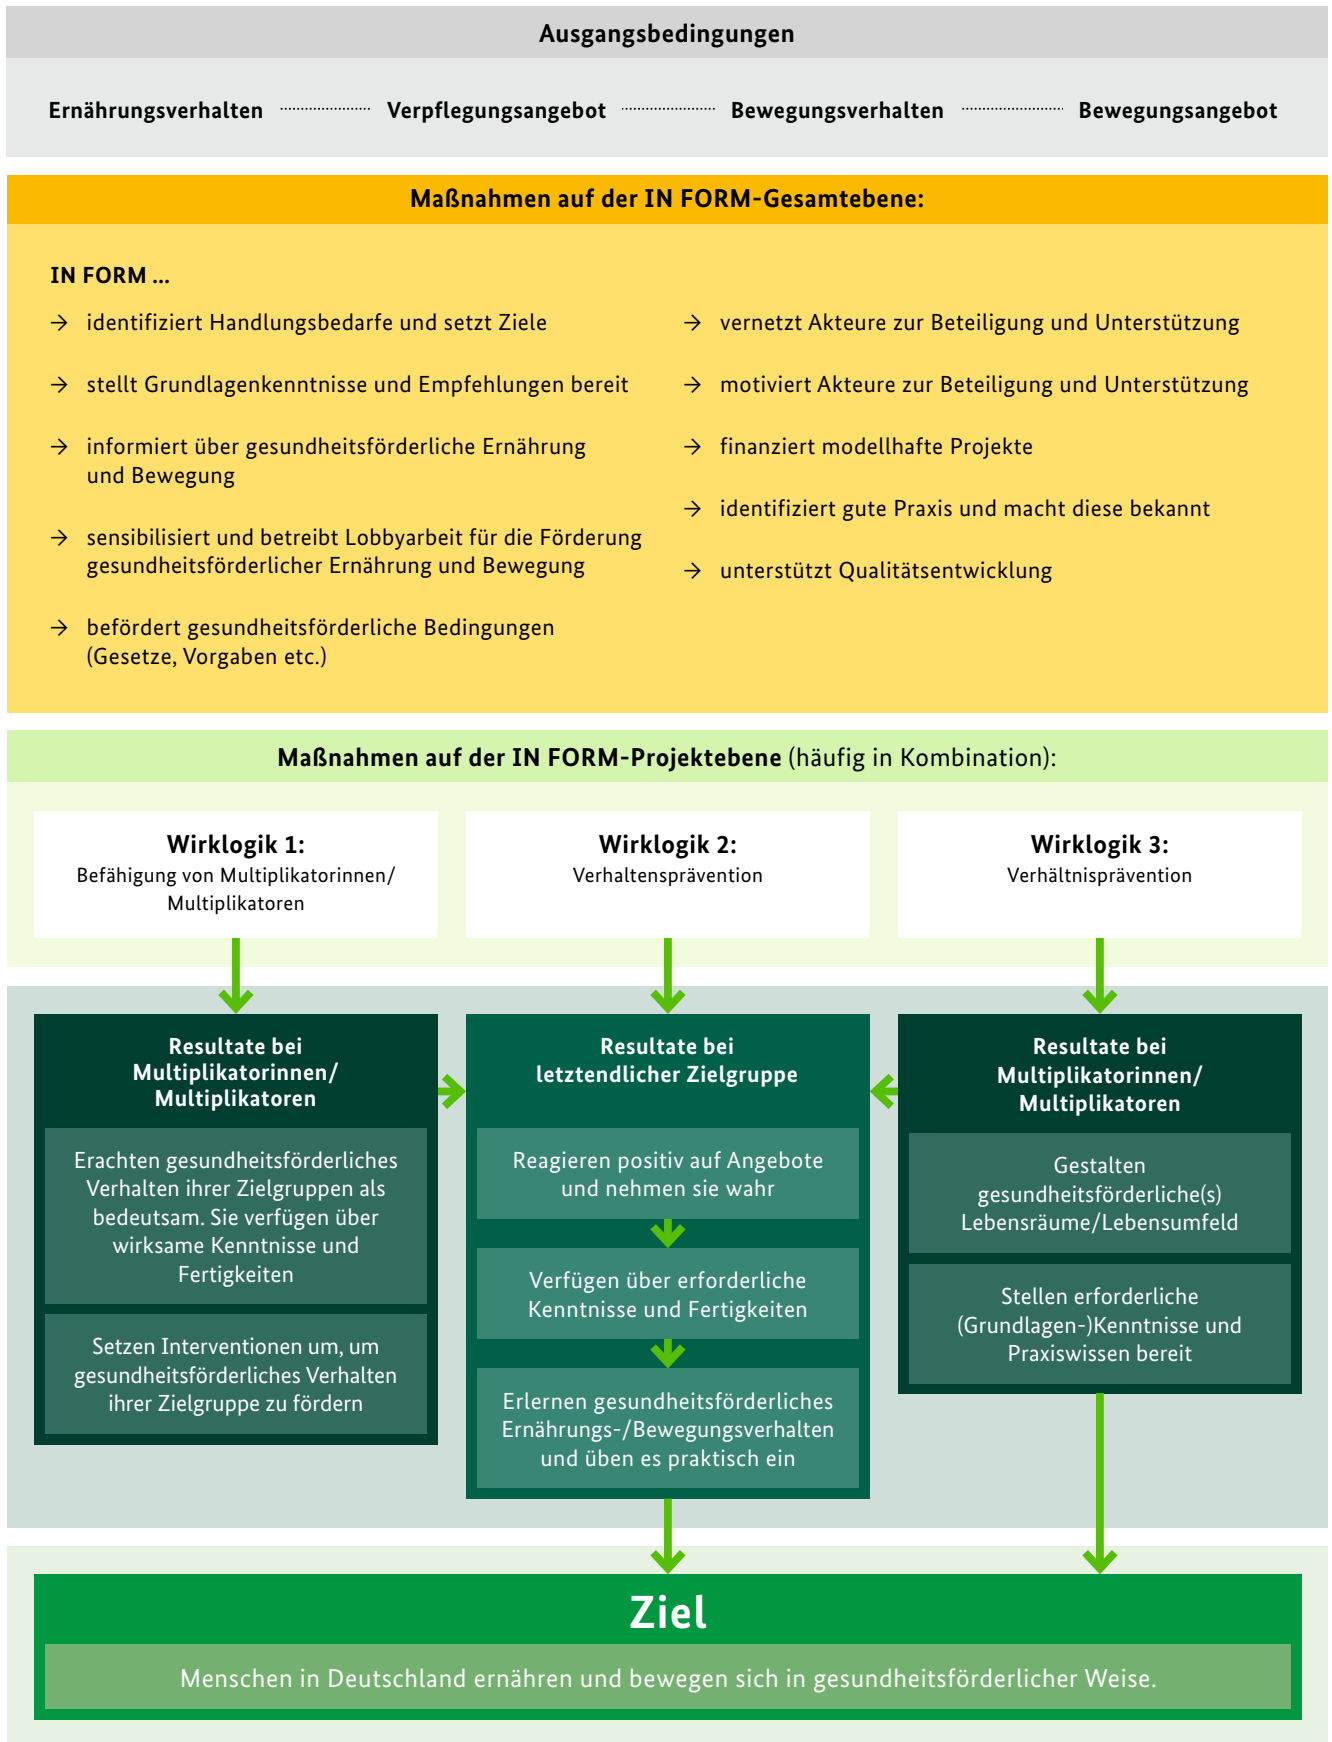 Ausgangsbedingungen
Ernährungsverhalten Verpflegungsangebot Bewegungsverhalten Bewegungsangebot
Maßnahmen auf der IN FORM-Gesamtebene:
IN FORM ...
→ identifiziert Handlungsbedarfe und setzt Ziele
→ stellt Grundlagenkenntnisse und Empfehlungen bereit
→ informiert über gesundheitsförderliche Ernährung
und Bewegung
→ sensibilisiert und betreibt Lobbyarbeit für die Förderung
gesundheitsförderlicher Ernährung und Bewegung
→ befördert gesundheitsförderliche Bedingungen
(Gesetze, Vorgaben etc.)
→ vernetzt Akteure zur Beteiligung und Unterstützung
→ motiviert Akteure zur Beteiligung und Unterstützung
→ finanziert modellhafte Projekte
→ identifiziert gute Praxis und macht diese bekannt
→ unterstützt Qualitätsentwicklung
Maßnahmen auf der IN FORM-Projektebene (häufig in Kombination):
Wirklogik 1:
Befähigung von Multiplikatorinnen/
Multiplikatoren
Wirklogik 2:
Verhaltensprävention
Wirklogik 3:
Verhältnisprävention
Resultate bei
Multiplikatorinnen/
Multiplikatoren
Erachten gesundheitsförderliches
Verhalten ihrer Zielgruppen als
bedeutsam. Sie verfügen über
wirksame Kenntnisse und
Fertigkeiten
Setzen Interventionen um, um
gesundheitsförderliches Verhalten
ihrer Zielgruppe zu fördern
Resultate bei
letztendlicher Zielgruppe
Reagieren positiv auf Angebote
und nehmen sie wahr
Verfügen über erforderliche
Kenntnisse und Fertigkeiten
Erlernen gesundheitsförderliches
Ernährungs-/Bewegungsverhalten
und üben es praktisch ein
Resultate bei
Multiplikatorinnen/
Multiplikatoren
Gestalten
gesundheitsförderliche(s)
Lebensräume/Lebensumfeld
Stellen erforderliche
(Grundlagen-)Kenntnisse und
Praxiswissen bereit
Ziel
Menschen in Deutschland ernähren und bewegen sich in gesundheitsförderlicher Weise.